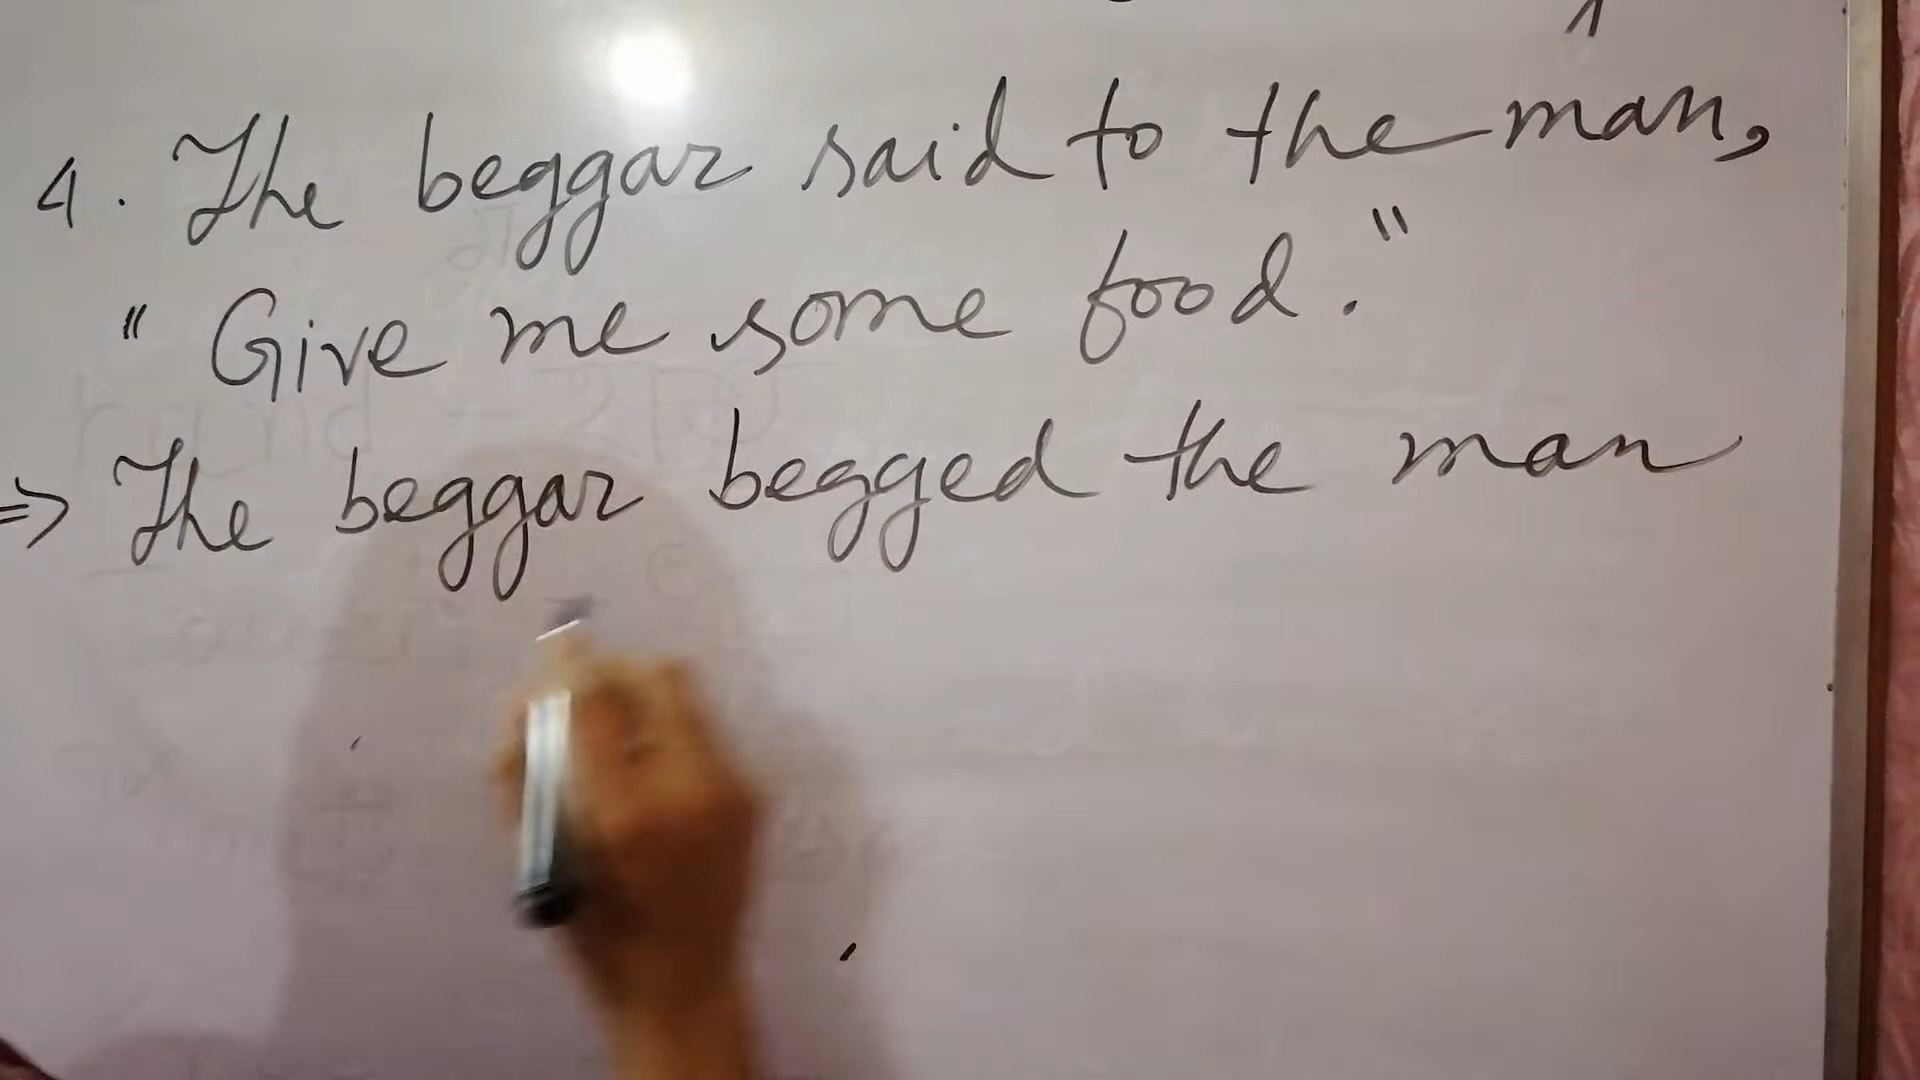 4. The beggar said to the man,
" Give me some food."
=> The beggar begged the man